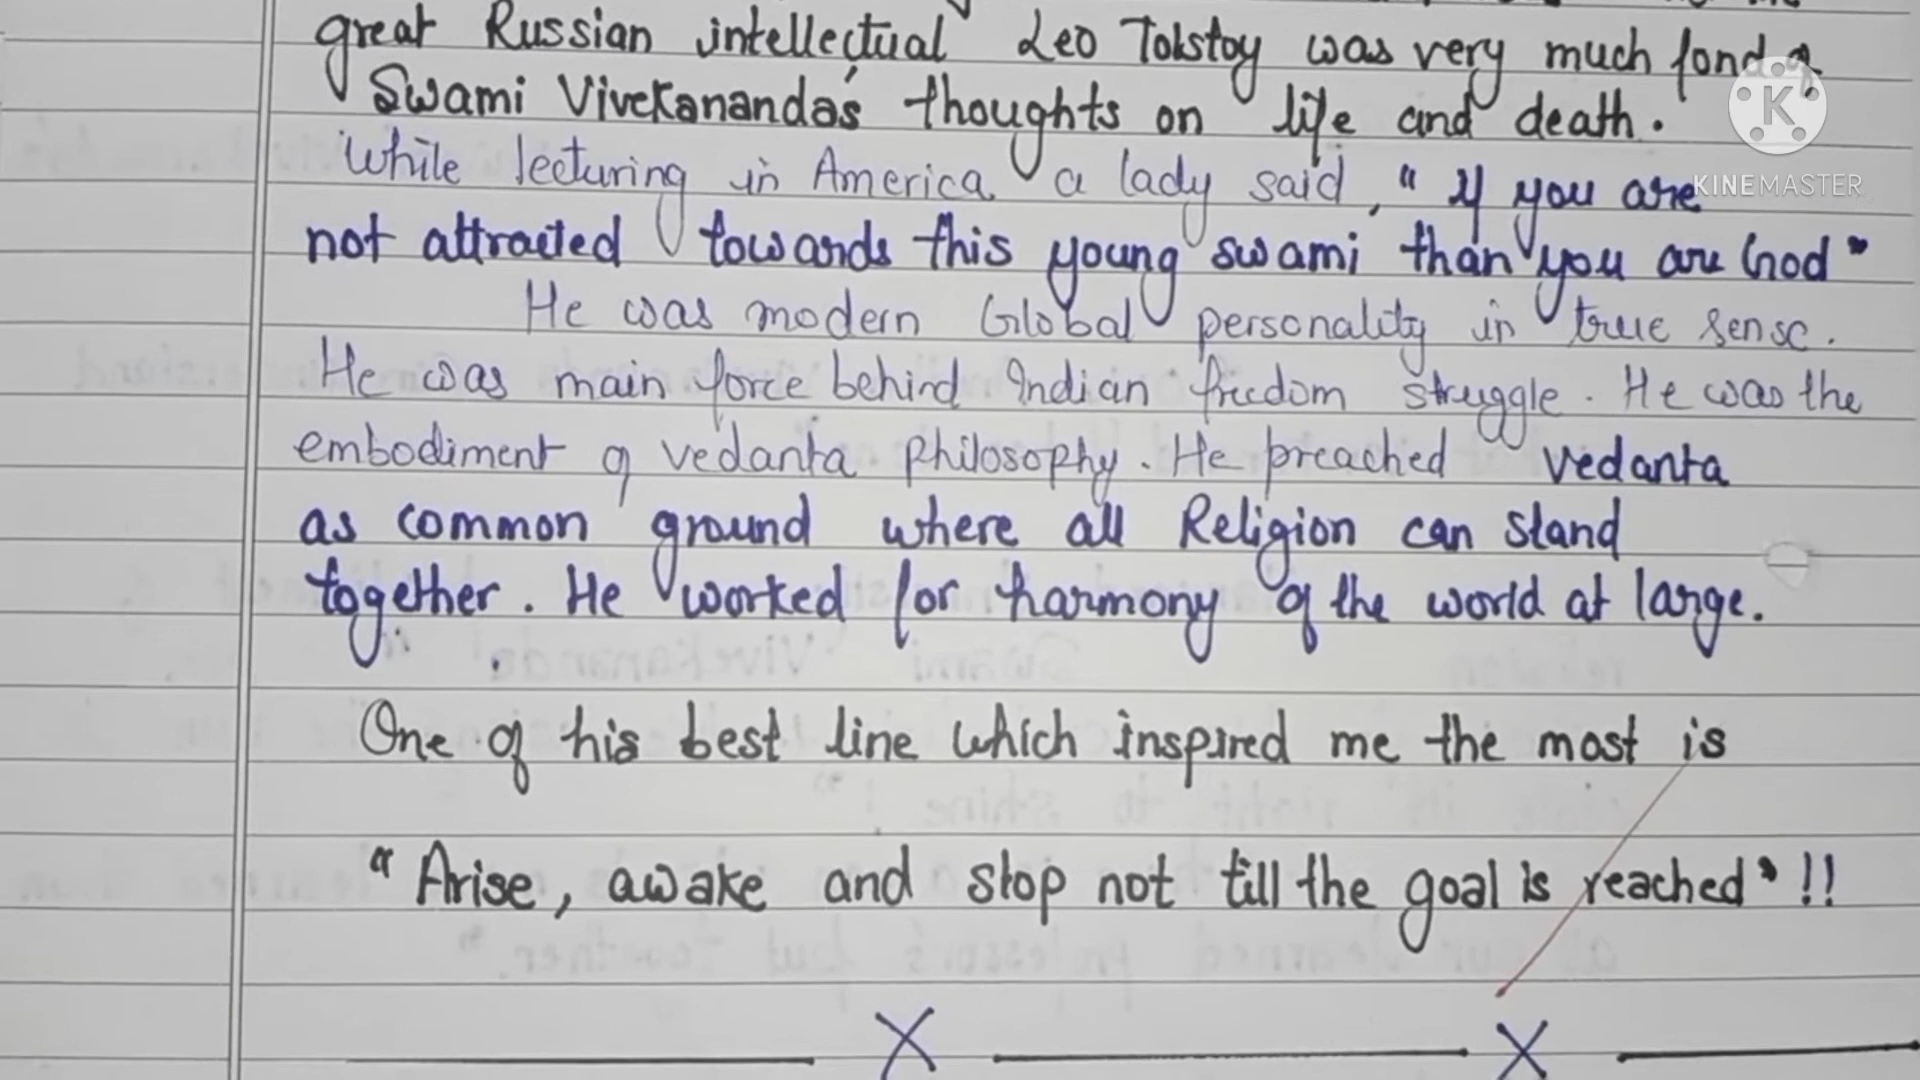 great Russian intellectual Leo Tolstoy was very much fond of
Swami Vivekananda's thoughts on life and death.
While lecturing in America a lady said, "if you are
not attracted towards this young swami than you are God"
He was modern Global personality in true sense.
He was main force behind Indian freedom struggle. He was the
embodiment of vedanta philosophy. He preached vedanta
as common ground where all Religion can stand
together. He worked for harmony of the world at large.
One of his best line which inspired me the most is
"Arise, awake and stop not till the goal is reached" !!
K
KINEMASTER